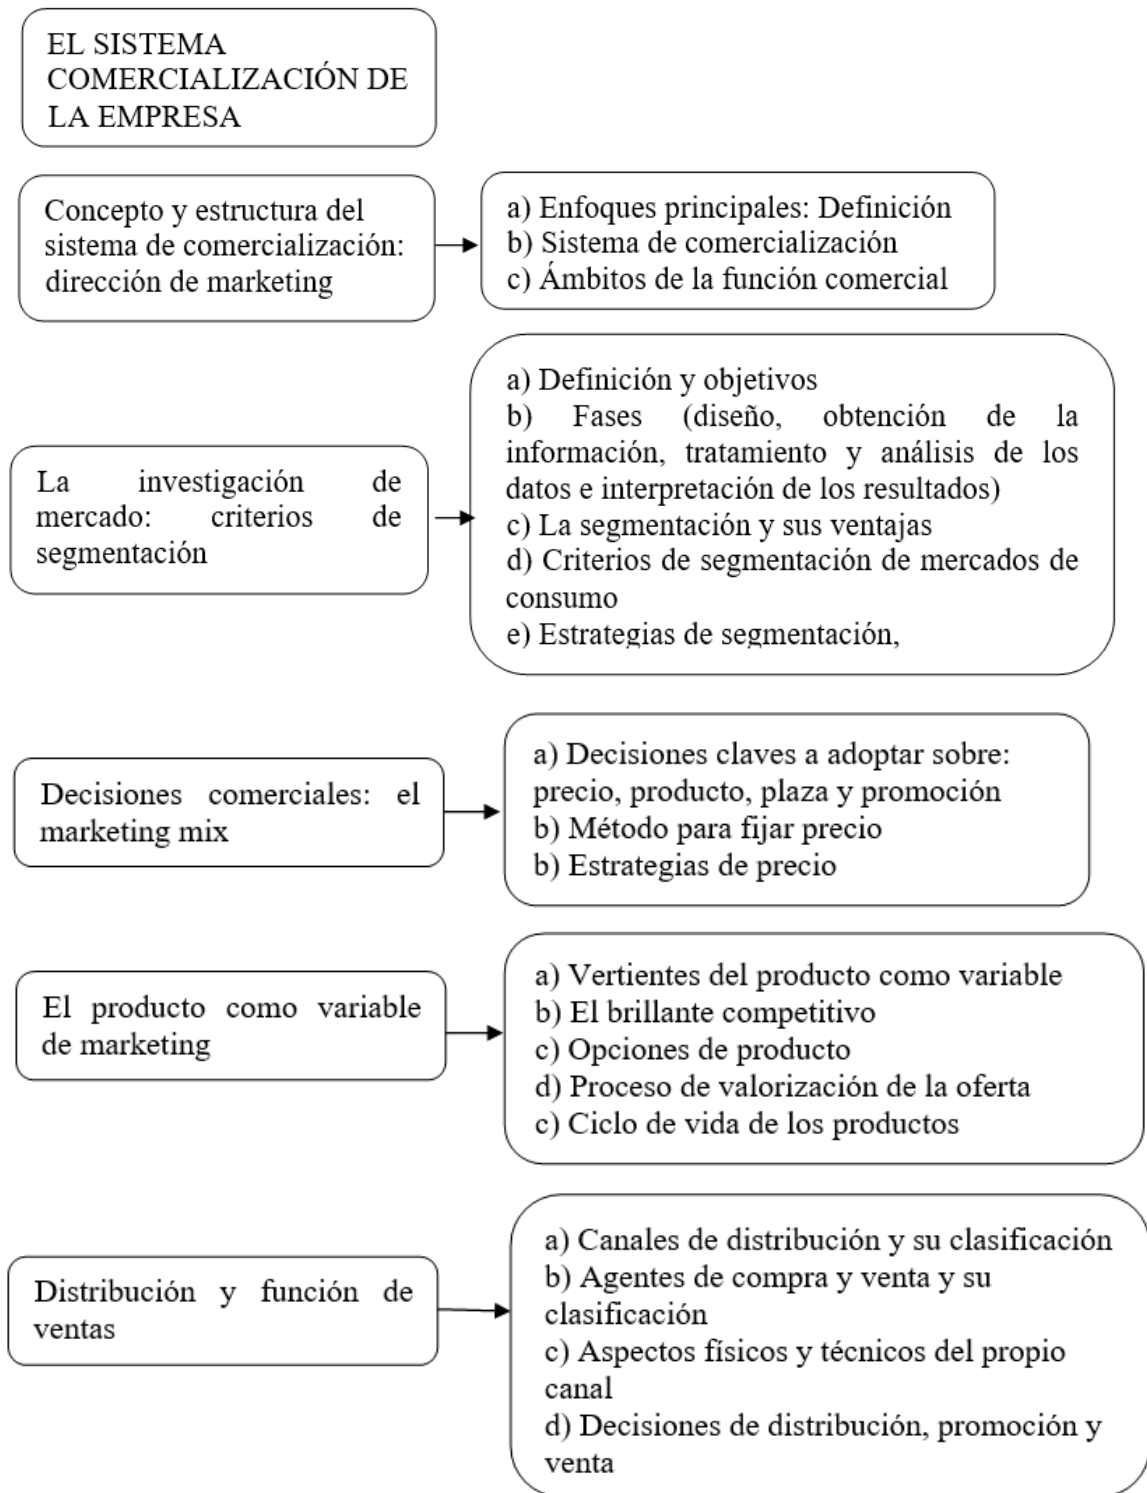 EL SISTEMA
COMERCIALIZACIÓN DE
LA EMPRESA
Concepto y estructura del
sistema de comercialización:
dirección de marketing
a) Enfoques principales: Definición
b) Sistema de comercialización
c) Ámbitos de la función comercial
La investigación de
mercado: criterios de
segmentación
a) Definición y objetivos
b) Fases (diseño, obtención de la
información, tratamiento y análisis de los
datos e interpretación de los resultados)
c) La segmentación y sus ventajas
d) Criterios de segmentación de mercados de
consumo
e) Estrategias de segmentación,
Decisiones comerciales: el
marketing mix
a) Decisiones claves a adoptar sobre:
precio, producto, plaza y promoción
b) Método para fijar precio
b) Estrategias de precio
El producto como variable
de marketing
a) Vertientes del producto como variable
b) El brillante competitivo
c) Opciones de producto
d) Proceso de valorización de la oferta
c) Ciclo de vida de los productos
Distribución y función de
ventas
a) Canales de distribución y su clasificación
b) Agentes de compra y venta y su
clasificación
c) Aspectos físicos y técnicos del propio
canal
d) Decisiones de distribución, promoción y
venta